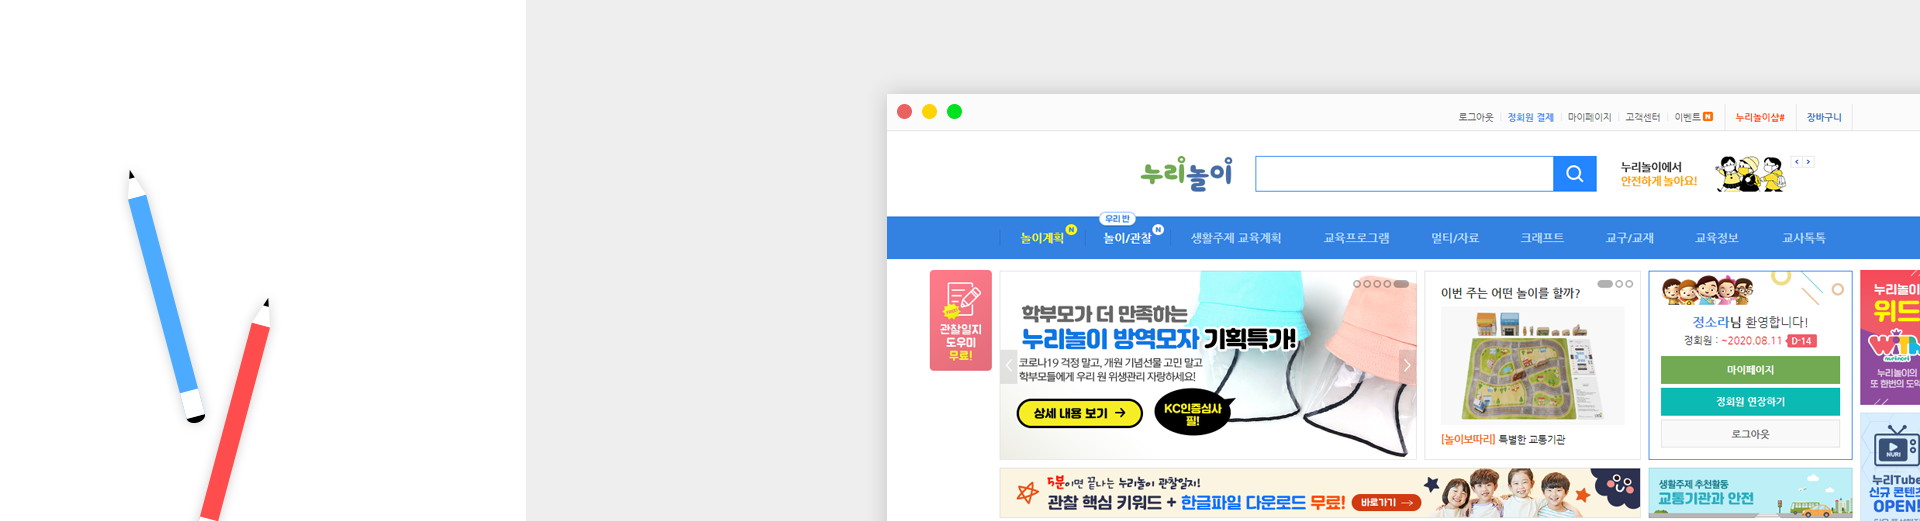 로그아웃 정회원 결제 마이페이지 고객센터 이벤트 N 누리놀이샵# 장바구니
누리놀이
누리놀이에서
안전하게 놀아요!
우리 반
놀이계획 N 놀이/관찰 N 생활주제 교육계획 교육프로그램 멀티/자료 크래프트 교구/교재 교육정보 교사톡톡
관찰일지
도우미
무료!
학부모가 더 만족하는
누리놀이 방역모자 기획특가!
코로나19 걱정 말고, 개원 기념선물 고민 말고
학부모들에게 우리 원 위생관리 자랑하세요!
상세 내용 보기 →
KC인증심사
필!
이번 주는 어떤 놀이를 할까?
[놀이보따리] 특별한 교통기관
정소라님 환영합니다!
정회원 : ~2020.08.11 D-14
마이페이지
정회원 연장하기
로그아웃
누리놀이
위드
WITH
누리놀이의
또 한번의 도약
5분이면 끝나는 누리놀이 관찰일지!
관찰 핵심 키워드 + 한글파일 다운로드 무료! 바로가기 →
생활주제 추천활동
교통기관과 안전
NURI
누리Tube
신규 콘텐츠
OPEN!